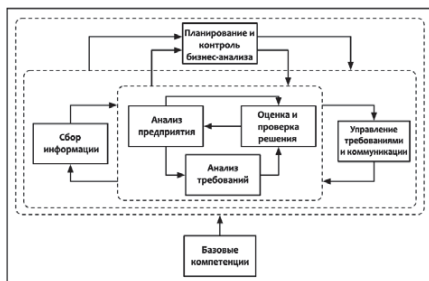 Планирование и
контроль
бизнес-анализа
Сбор
информации
Анализ
предприятия
Оценка и
проверка
решения
Анализ
требований
Управление
требованиями
и коммуникации
Базовые
компетенции